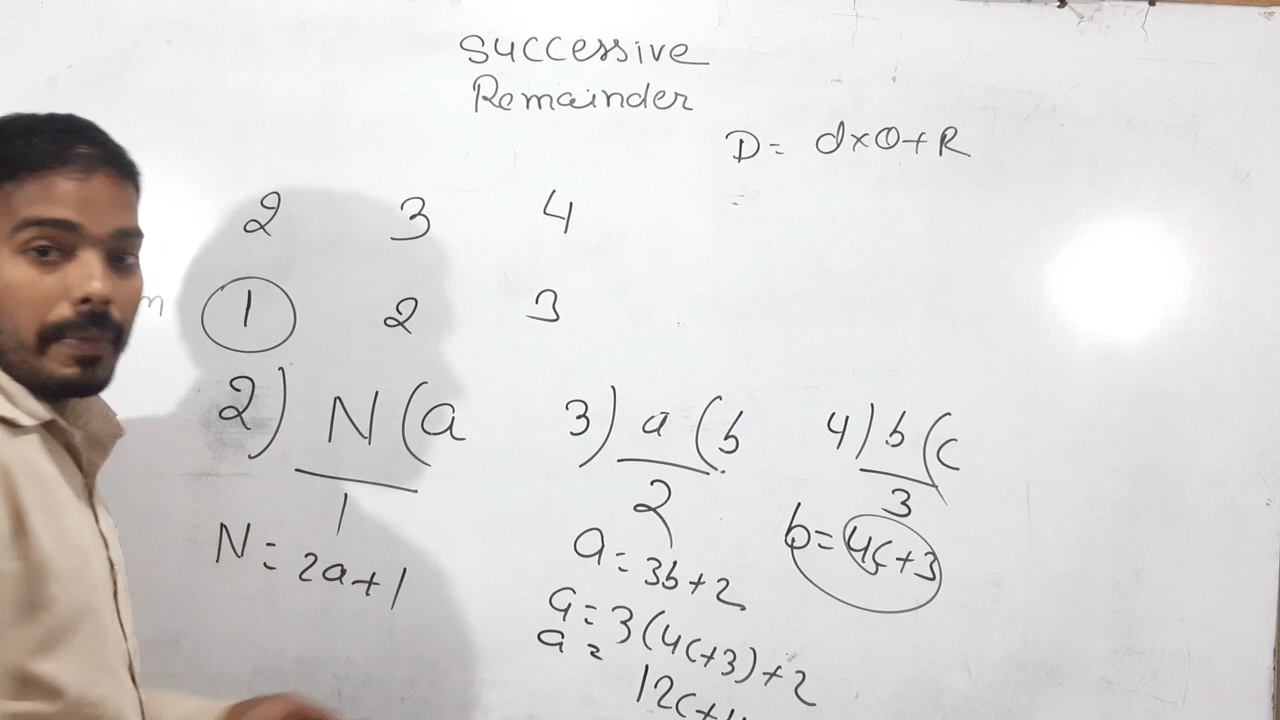 Successive
Remainder
D = d×Q+R
=
2 3 4
1 2 3
2) N (a 3) a (b 4) b (c
1 2 3
N = 2a+1
a = 3b+2
b = 4c+3
a = 3(4c+3)+2
a =
12c+